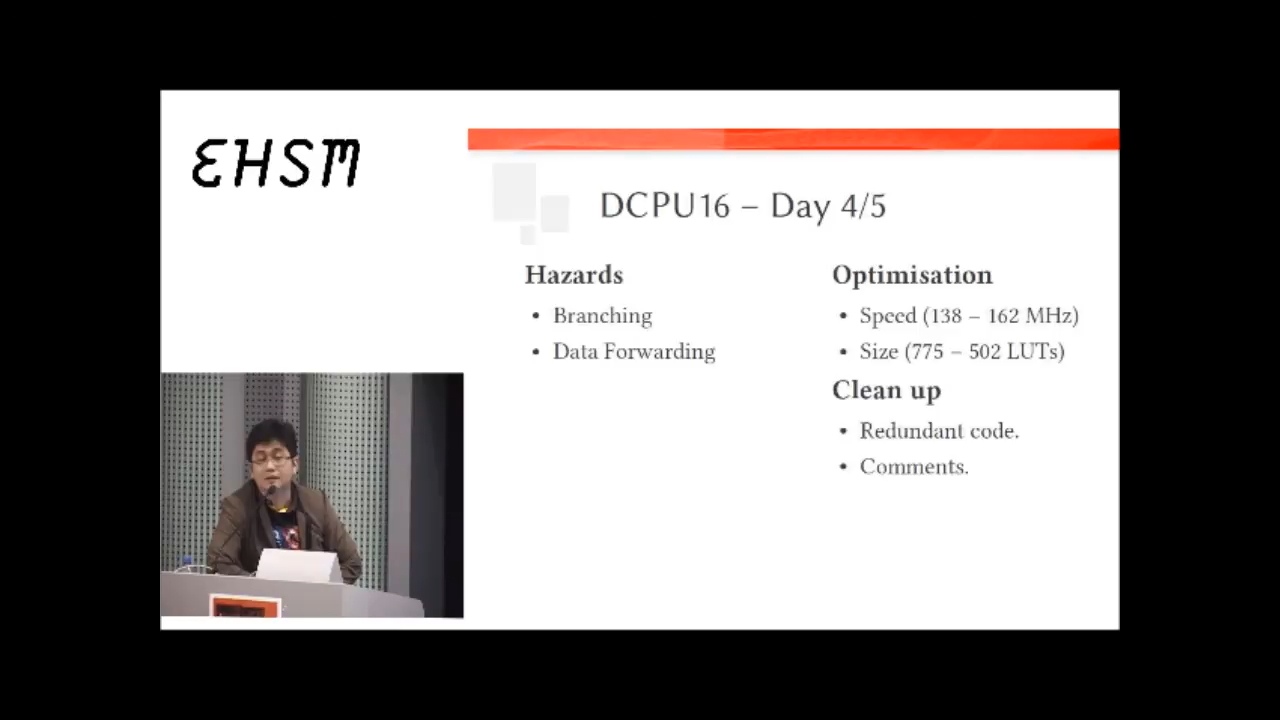 EHSM
DCPU16 – Day 4/5
Hazards
• Branching
• Data Forwarding
Optimisation
• Speed (138 – 162 MHz)
• Size (775 – 502 LUTs)
Clean up
• Redundant code.
• Comments.